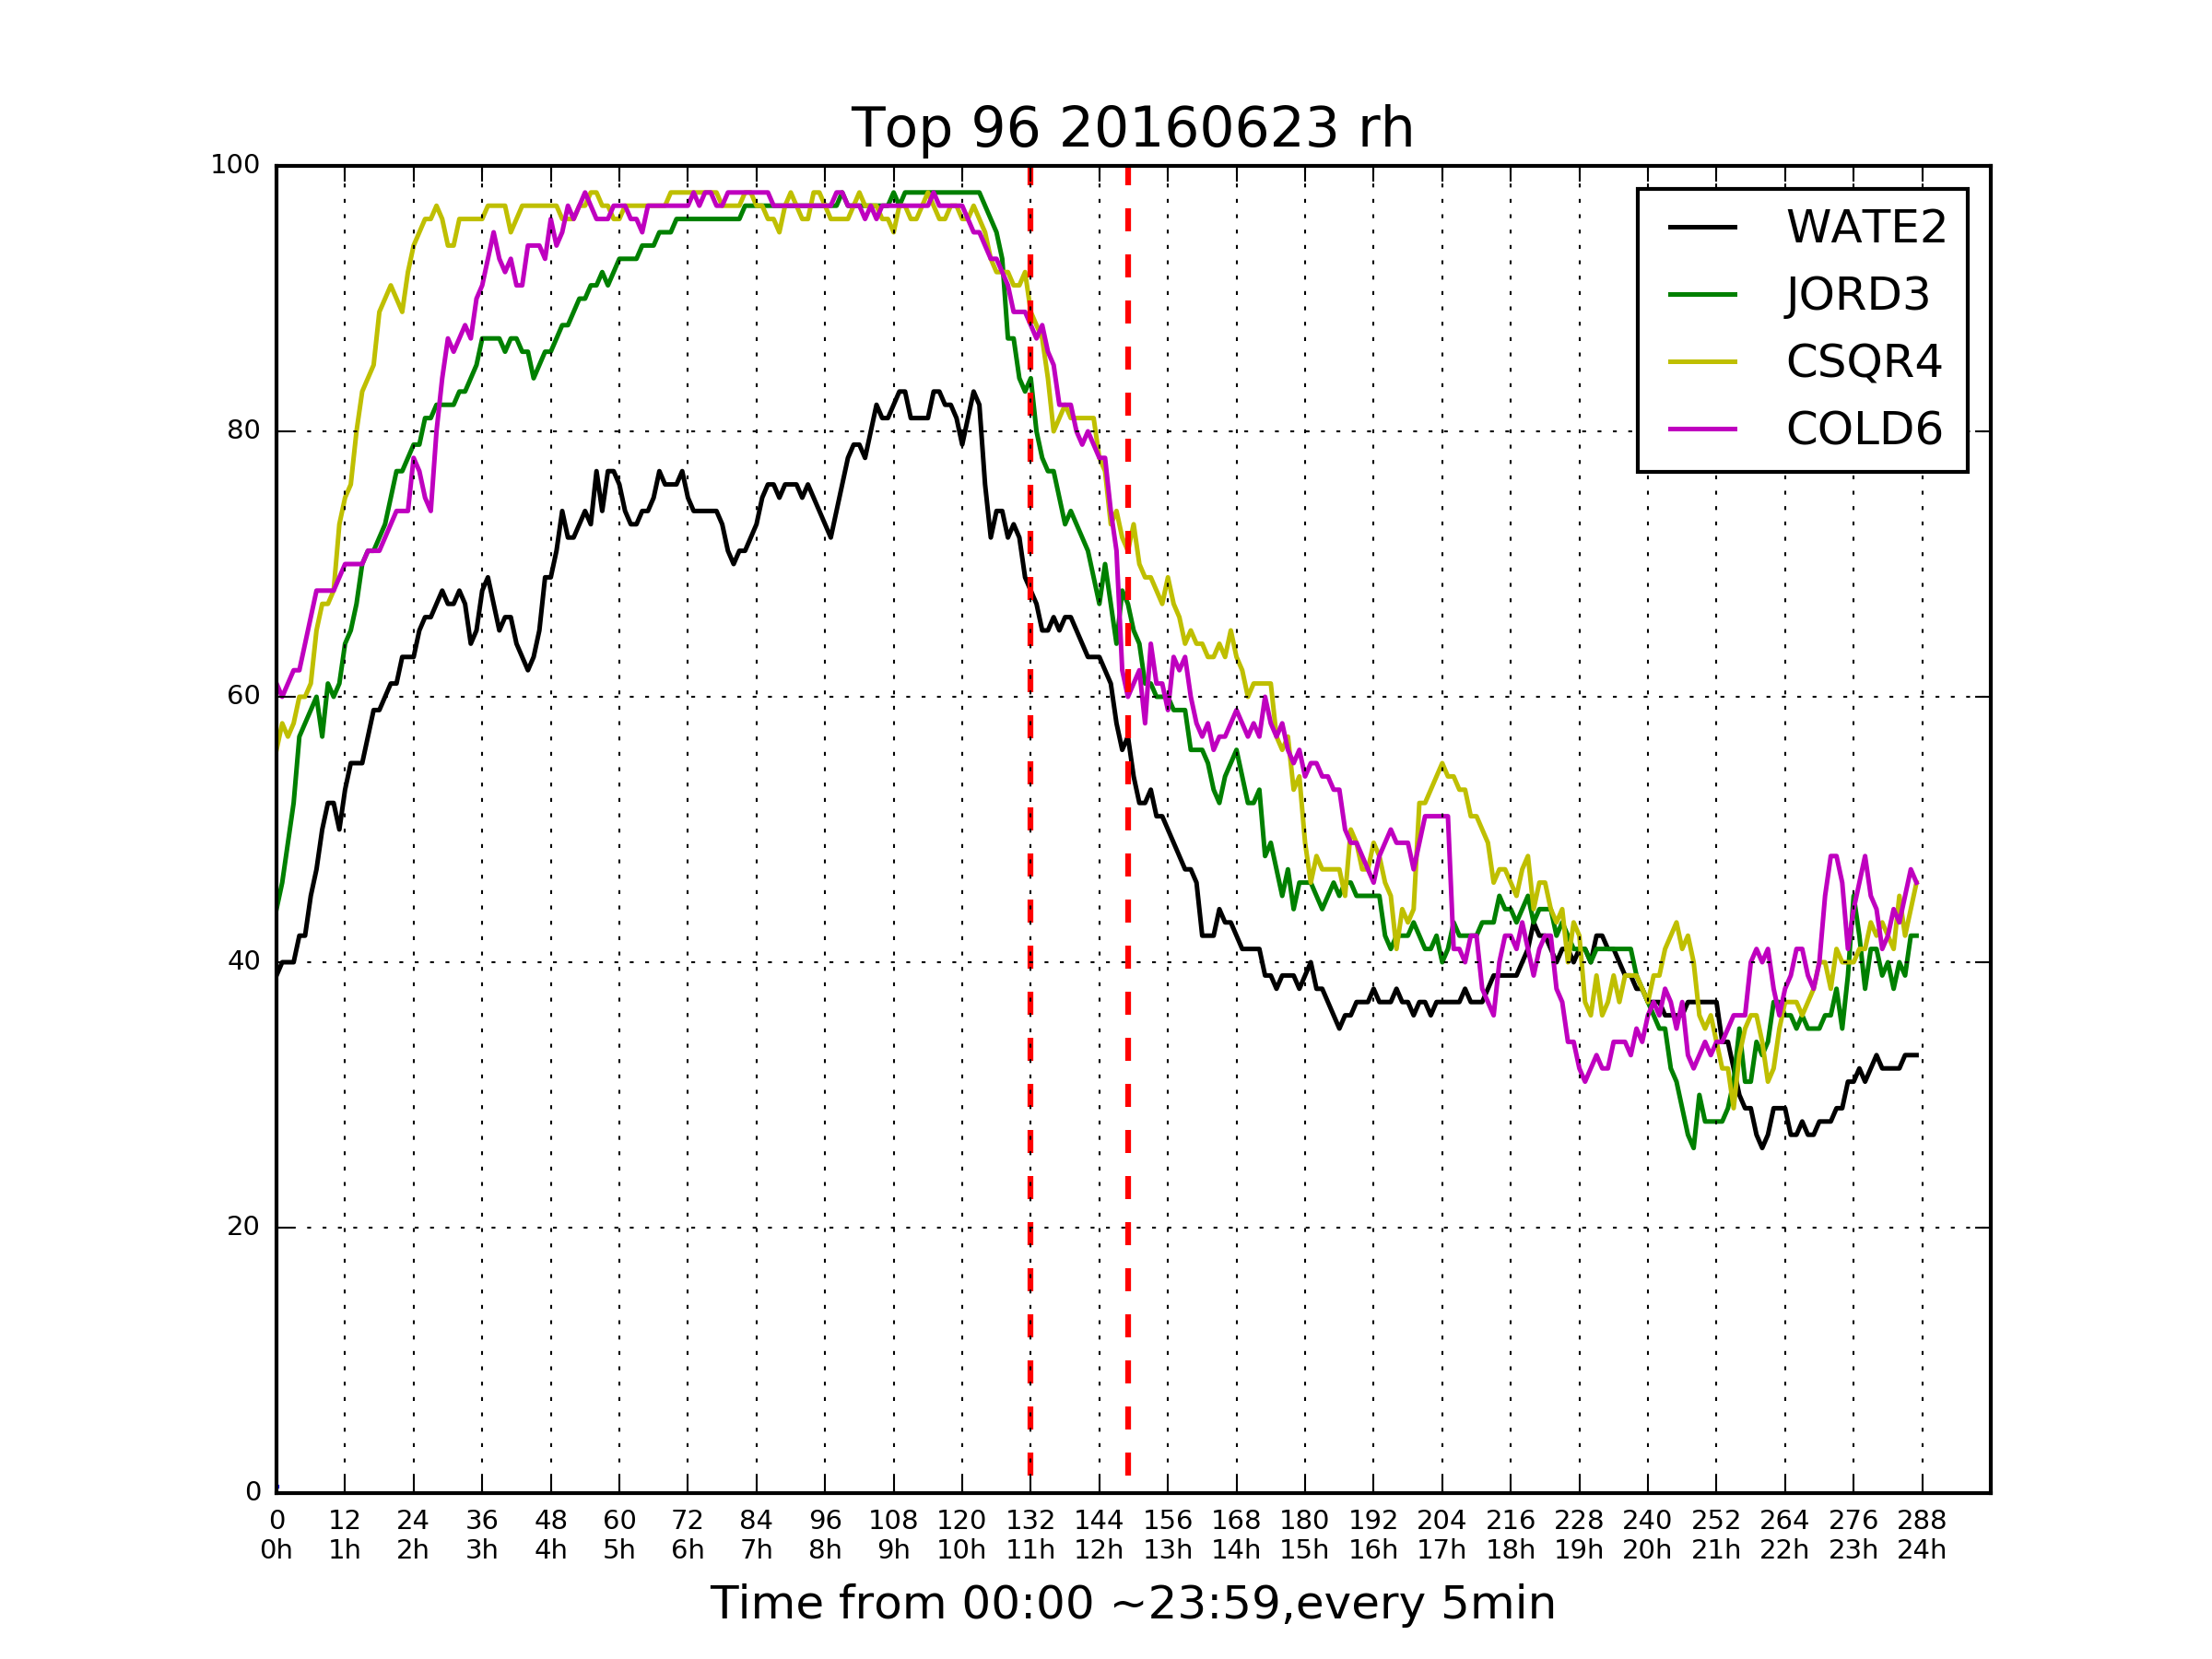 Top 96 20160623 rh
100
80
60
40
20
0
WATE2
JORD3
CSQR4
COLD6
0 12 24 36 48 60 72 84 96 108 120 132 144 156 168 180 192 204 216 228 240 252 264 276 288
0h 1h 2h 3h 4h 5h 6h 7h 8h 9h 10h 11h 12h 13h 14h 15h 16h 17h 18h 19h 20h 21h 22h 23h 24h
Time from 00:00 ~23:59,every 5min